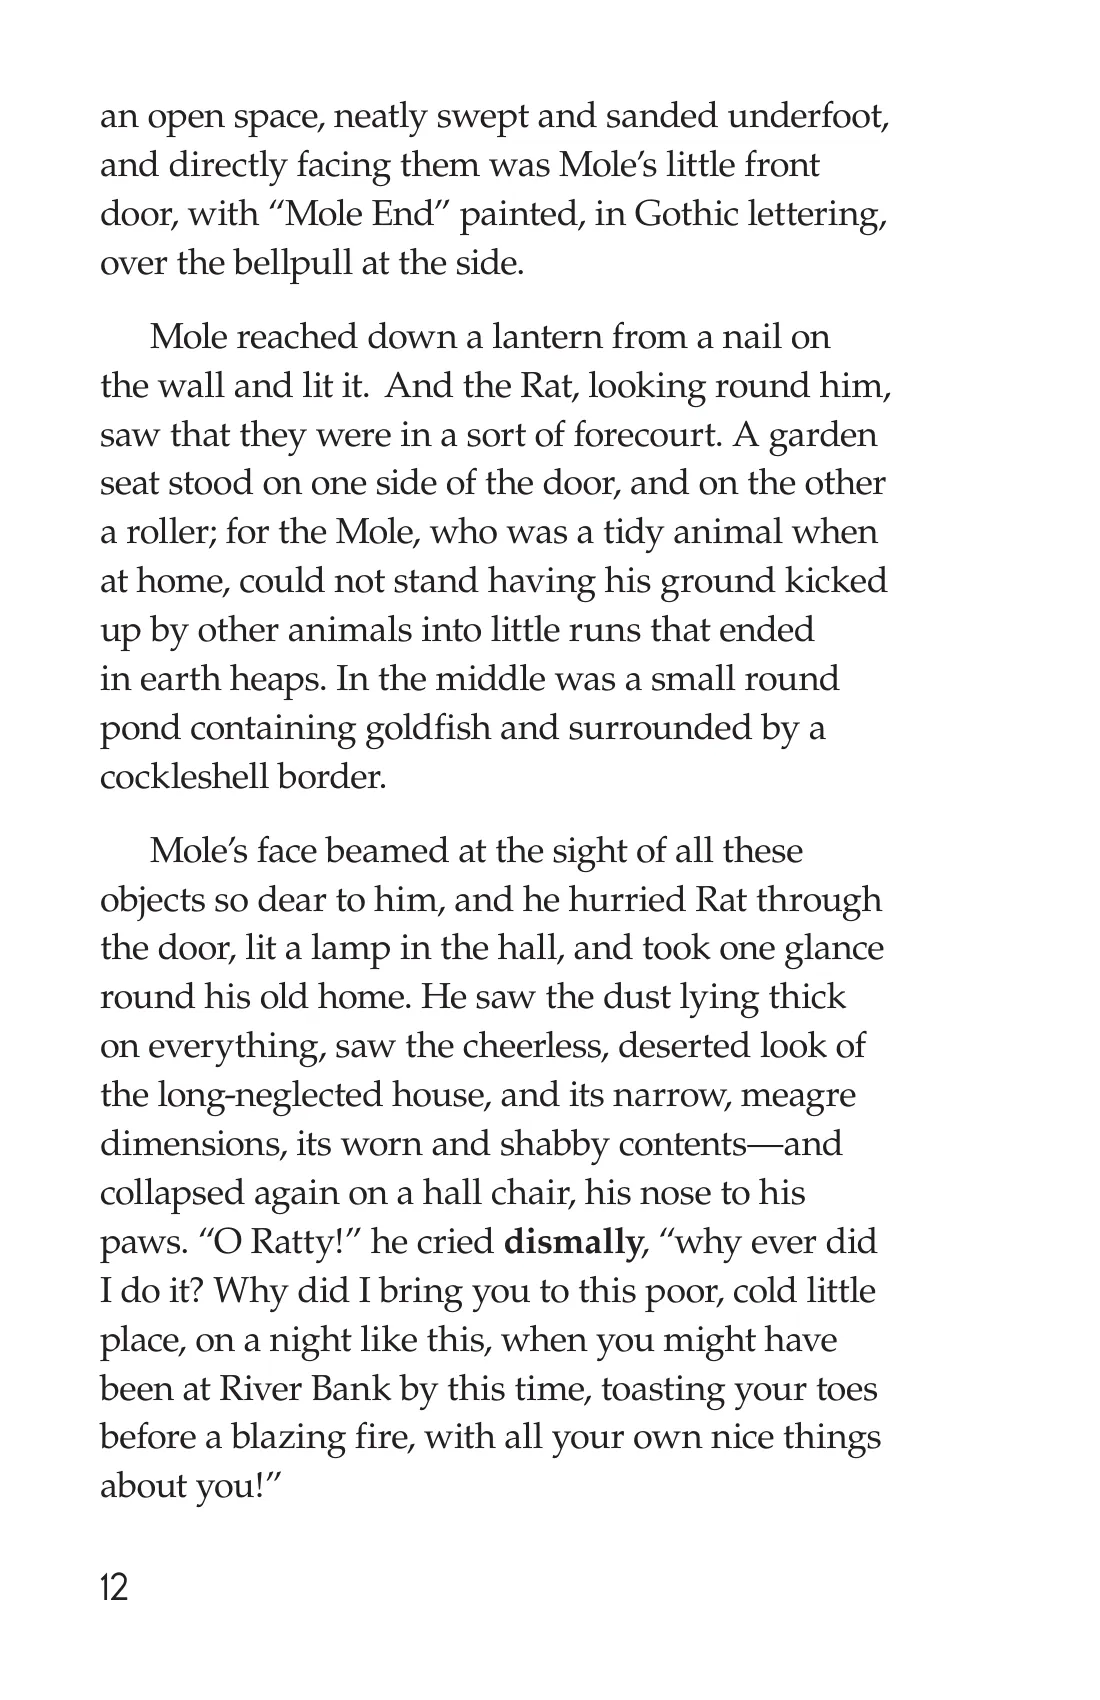 an open space, neatly swept and sanded underfoot,
and directly facing them was Mole’s little front
door, with “Mole End” painted, in Gothic lettering,
over the bellpull at the side.
Mole reached down a lantern from a nail on
the wall and lit it. And the Rat, looking round him,
saw that they were in a sort of forecourt. A garden
seat stood on one side of the door, and on the other
a roller; for the Mole, who was a tidy animal when
at home, could not stand having his ground kicked
up by other animals into little runs that ended
in earth heaps. In the middle was a small round
pond containing goldfish and surrounded by a
cockleshell border.
Mole’s face beamed at the sight of all these
objects so dear to him, and he hurried Rat through
the door, lit a lamp in the hall, and took one glance
round his old home. He saw the dust lying thick
on everything, saw the cheerless, deserted look of
the long-neglected house, and its narrow, meagre
dimensions, its worn and shabby contents—and
collapsed again on a hall chair, his nose to his
paws. “O Ratty!” he cried dismally, “why ever did
I do it? Why did I bring you to this poor, cold little
place, on a night like this, when you might have
been at River Bank by this time, toasting your toes
before a blazing fire, with all your own nice things
about you!”
12